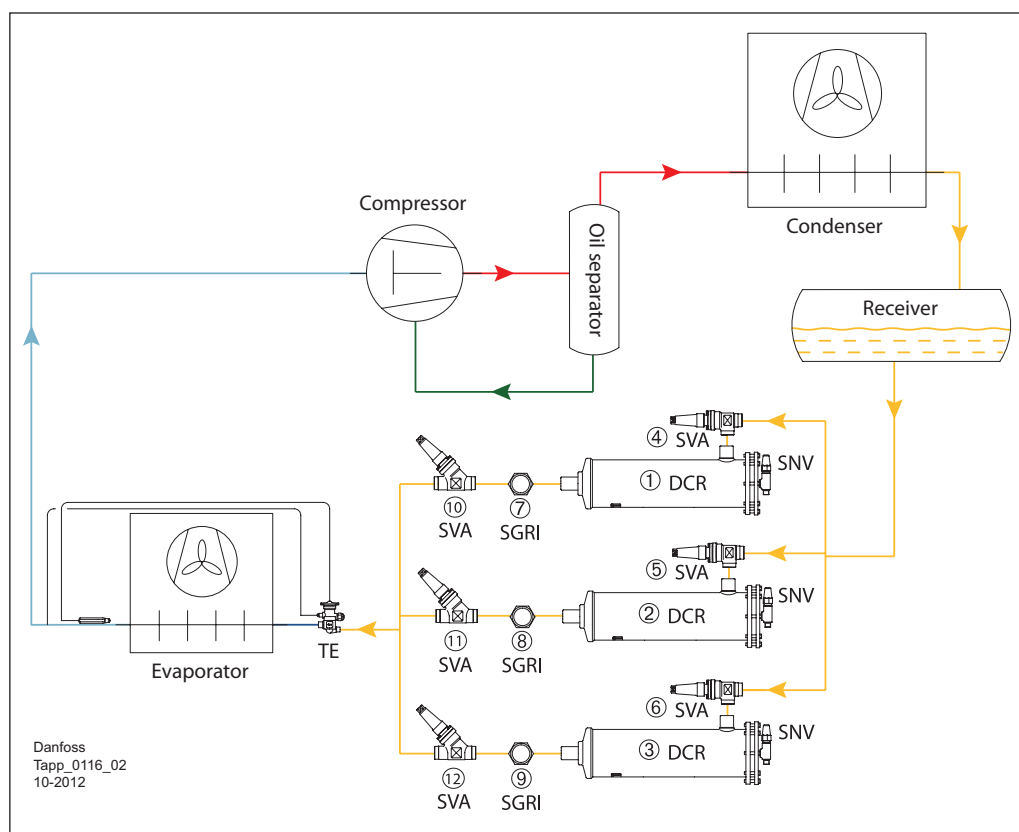 Compressor
Oil separator
Condenser
Receiver
④ SVA
SNV
① DCR
⑩
SVA
⑦
SGRI
⑤ SVA
SNV
② DCR
⑪
SVA
⑧
SGRI
TE
Evaporator
⑥ SVA
SNV
③ DCR
⑫
SVA
⑨
SGRI
Danfoss
Tapp_0116_02
10-2012